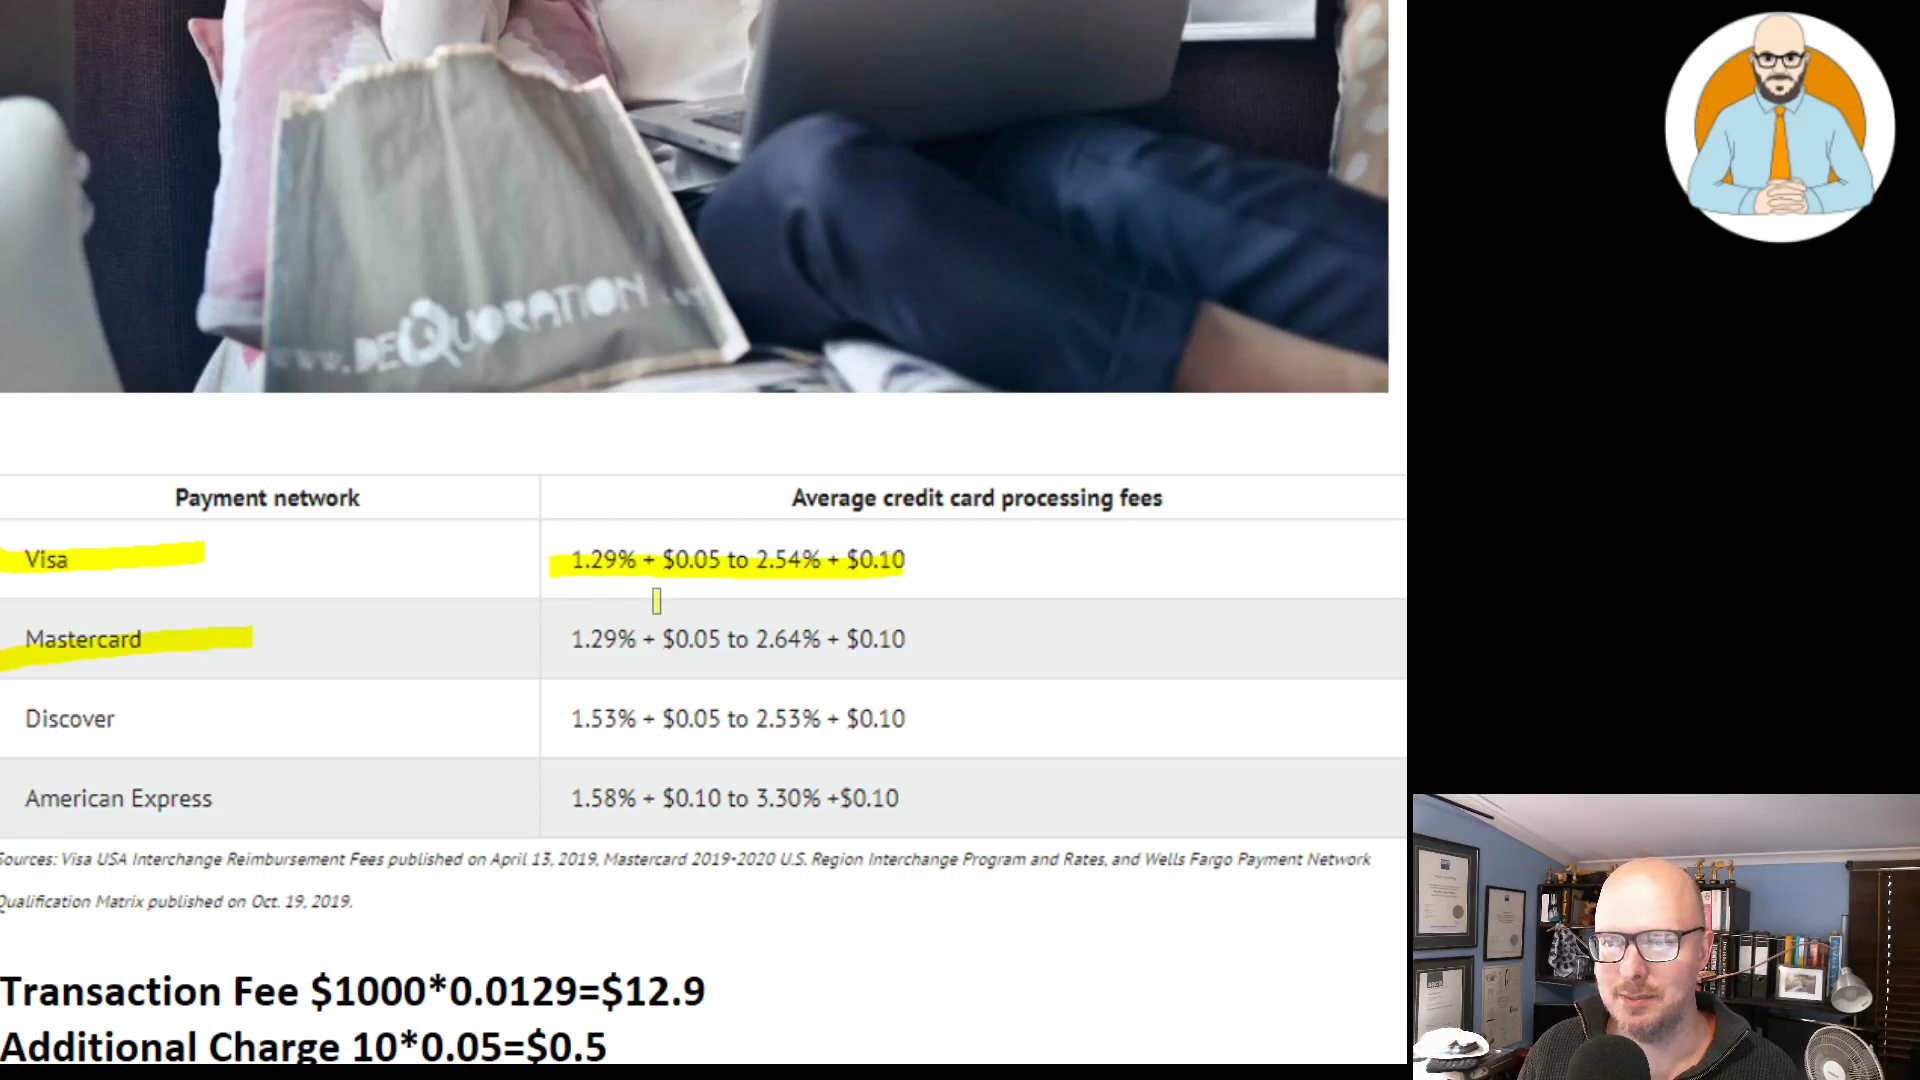 www.DEQUORATION.com
Payment network
Average credit card processing fees
Visa
1.29% + $0.05 to 2.54% + $0.10
Mastercard
1.29% + $0.05 to 2.64% + $0.10
Discover
1.53% + $0.05 to 2.53% + $0.10
American Express
1.58% + $0.10 to 3.30% +$0.10
Sources: Visa USA Interchange Reimbursement Fees published on April 13, 2019, Mastercard 2019-2020 U.S. Region Interchange Program and Rates, and Wells Fargo Payment Network
Qualification Matrix published on Oct. 19, 2019.
Transaction Fee $1000*0.0129=$12.9
Additional Charge 10*0.05=$0.5